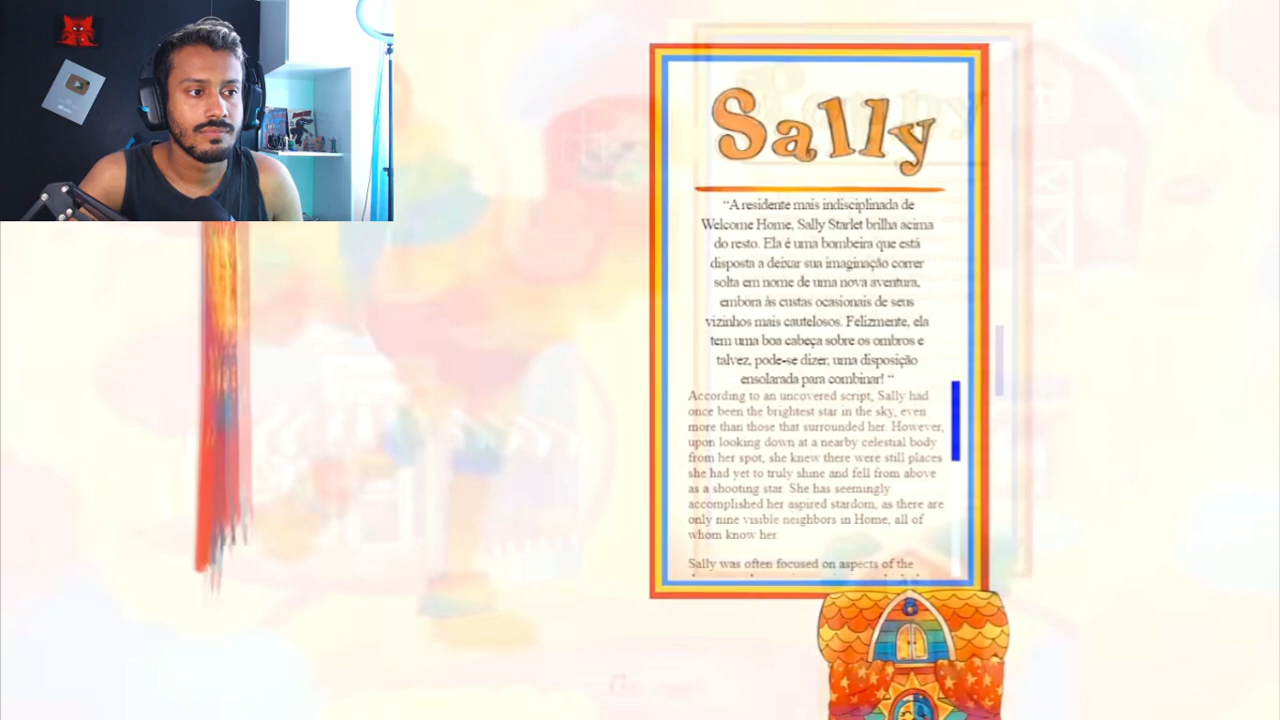 Sally
“A residente mais indisciplinada de
Welcome Home, Sally Starlet brilha acima
do resto. Ela é uma bombeira que está
disposta a deixar sua imaginação correr
solta em nome de uma nova aventura,
embora às custas ocasionais de seus
vizinhos mais cautelosos. Felizmente, ela
tem uma boa cabeça sobre os ombros e
talvez, pode-se dizer, uma disposição
ensolarada para combinar! “
According to an uncovered script, Sally had
once been the brightest star in the sky, even
more than those that surrounded her. However,
upon looking down at a nearby celestial body
from her spot, she knew there were still places
she had yet to truly shine and fell from above
as a shooting star. She has seemingly
accomplished her aspired stardom, as there are
only nine visible neighbors in Home, all of
whom know her.
Sally was often focused on aspects of the